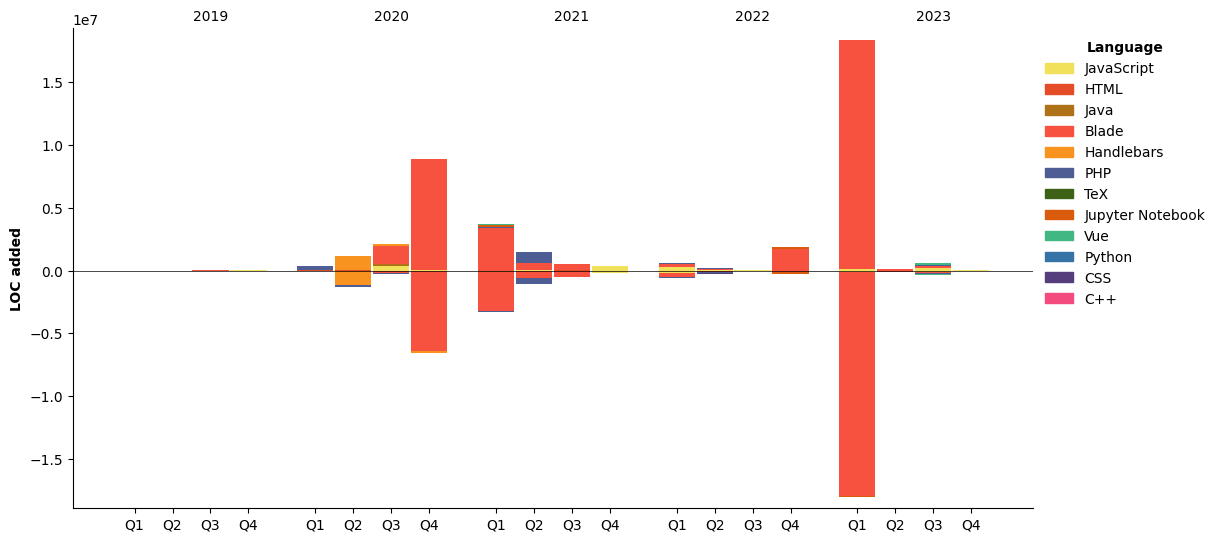 2019 2020 2021 2022 2023
1e7
1.5
1.0
0.5
0.0
−0.5
−1.0
−1.5
LOC added
Q1 Q2 Q3 Q4 Q1 Q2 Q3 Q4 Q1 Q2 Q3 Q4 Q1 Q2 Q3 Q4 Q1 Q2 Q3 Q4
Language
JavaScript
HTML
Java
Blade
Handlebars
PHP
TeX
Jupyter Notebook
Vue
Python
CSS
C++